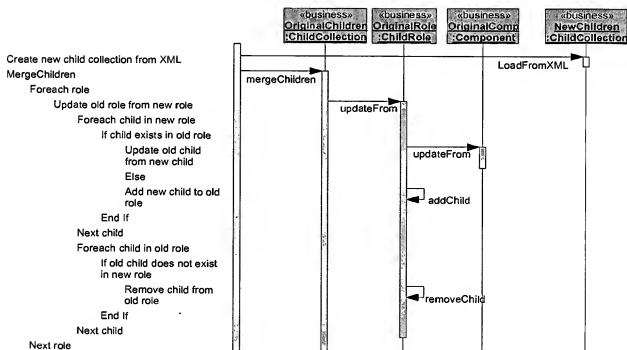 «business»
OriginalChildren
:ChildCollection
«business»
OriginalRole
:ChildRole
«business»
OriginalComp
:Component
«business»
NewChildren
:ChildCollection
Create new child collection from XML
LoadFromXML
MergeChildren
mergeChildren
Foreach role
Update old role from new role
updateFrom
Foreach child in new role
If child exists in old role
Update old child
from new child
updateFrom
Else
Add new child to old
role
addChild
End If
Next child
Foreach child in old role
If old child does not exist
in new role
Remove child from
old role
removeChild
End If
Next child
Next role